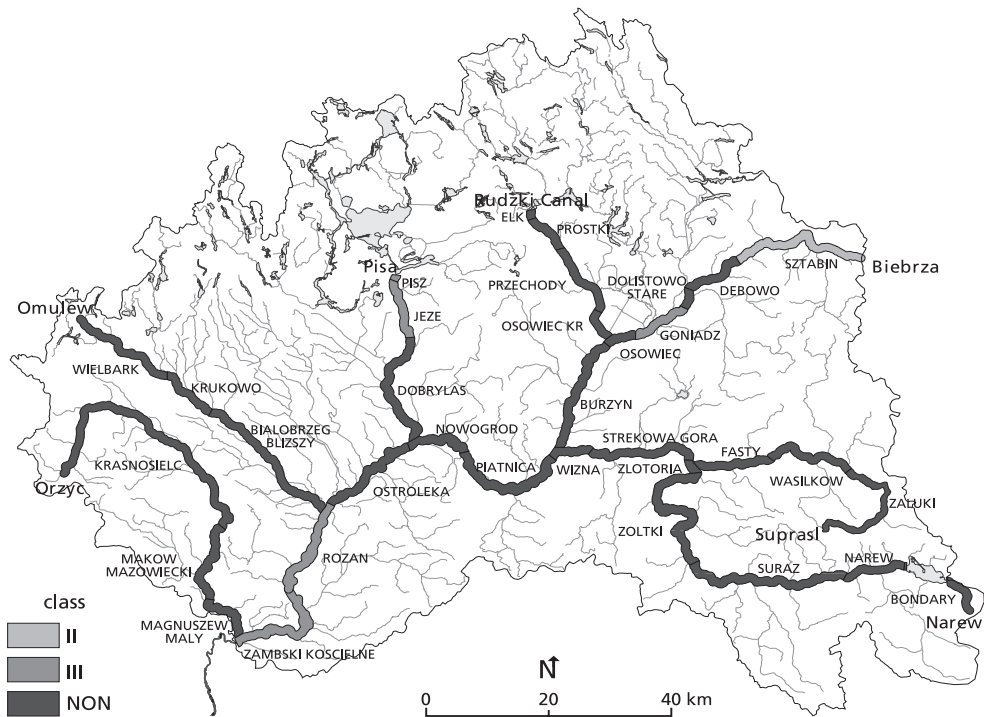 Rudzki Canal
ELK
PROSTKI
Pisa
PISZ
SZTABIN
Biebrza
PRZECHODY
DOLISTOWO
STARE
DEBOWO
Omulew
JEZE
OSOWIEC KR
GONIADZ
OSOWIEC
WIELBARK
KRUKOWO
DOBRYLAS
BURZYN
BIALOBRZEG
BLIZSZY
NOWOGROD
STREKOWA GORA
FASTY
KRASNOSIELC
PIATNICA
WIZNA
ZLOTORIA
WASILKOW
Orzyc
OSTROLEKA
ZALUKI
ZOLTKI
Suprasl
MAKOW
MAZOWIECKI
ROZAN
SURAZ
NAREW
BONDARY
Narew
MAGNUSZEW
MALY
ZAMBSKI KOSCIELNE
class
II
III
NON
N
0 20 40 km